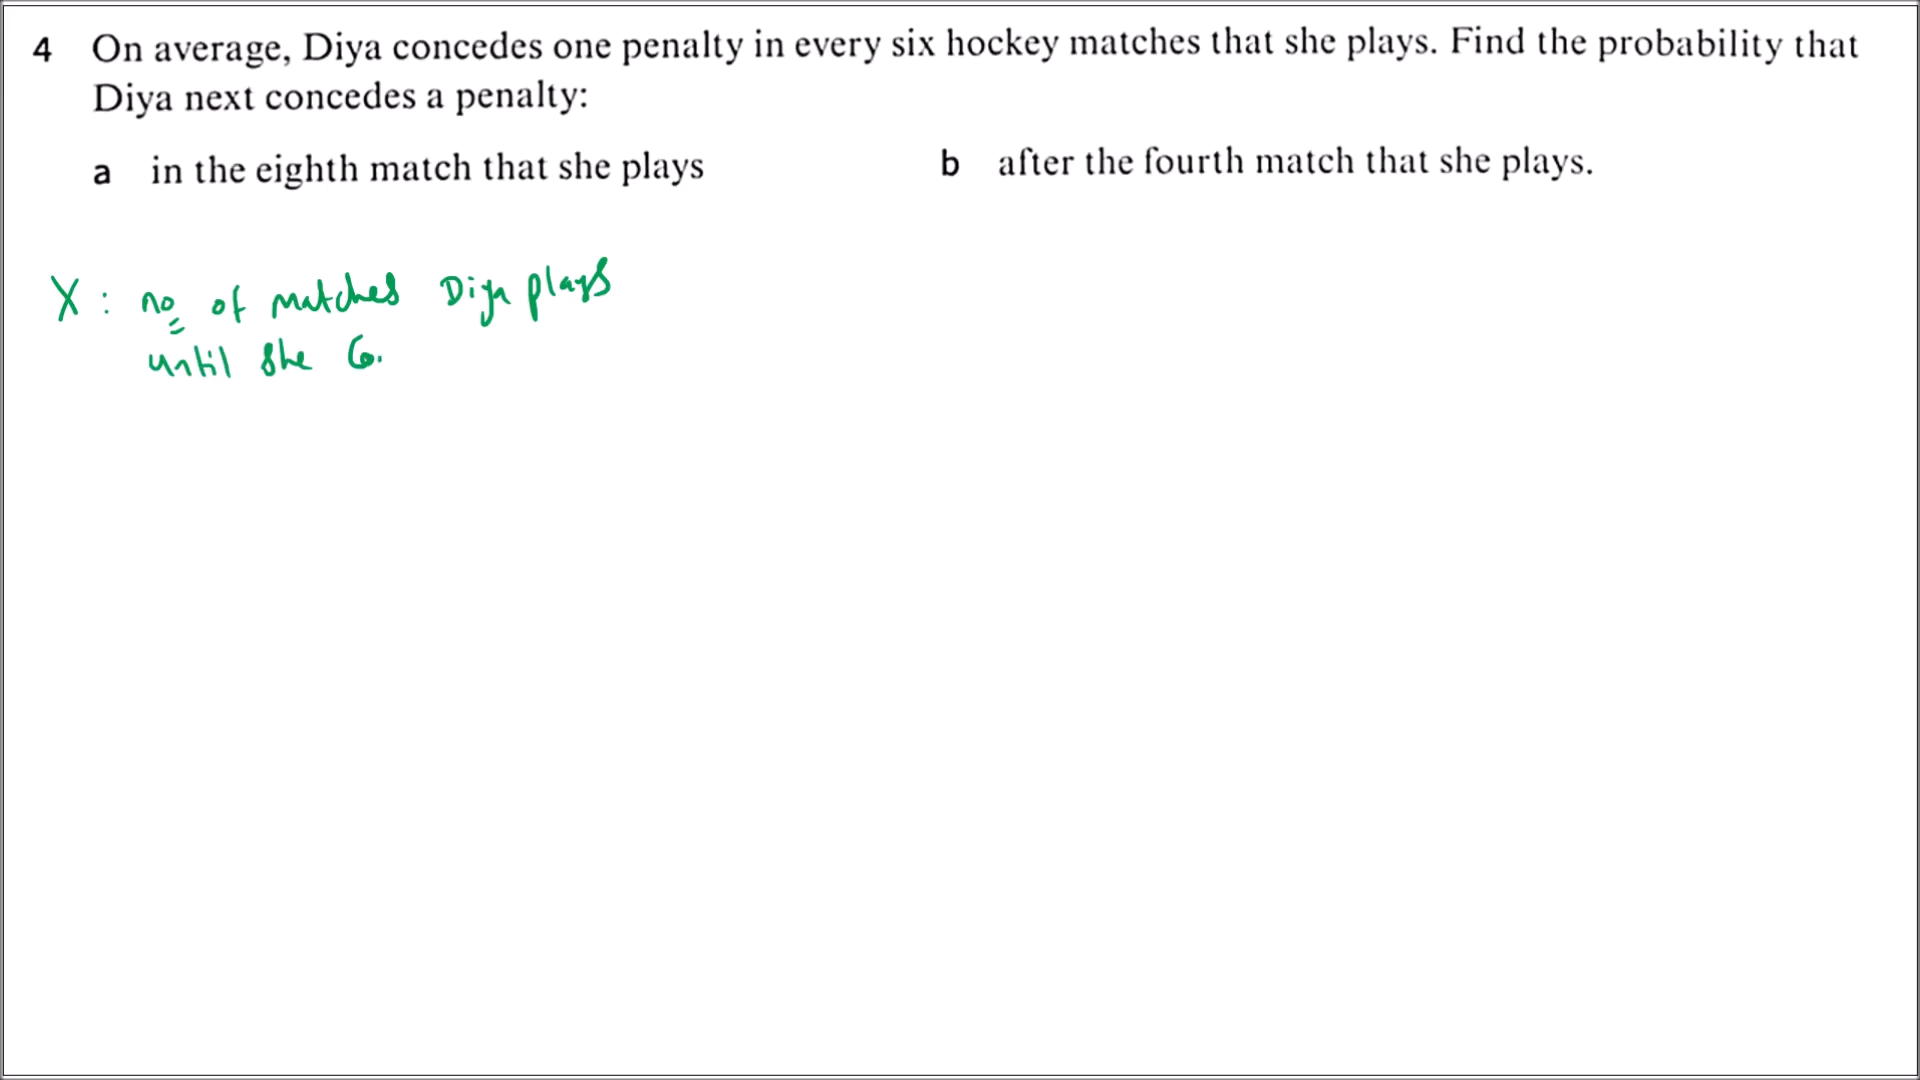 4 On average, Diya concedes one penalty in every six hockey matches that she plays. Find the probability that
Diya next concedes a penalty:
a in the eighth match that she plays
b after the fourth match that she plays.
X : no of matches Diya plays
until she